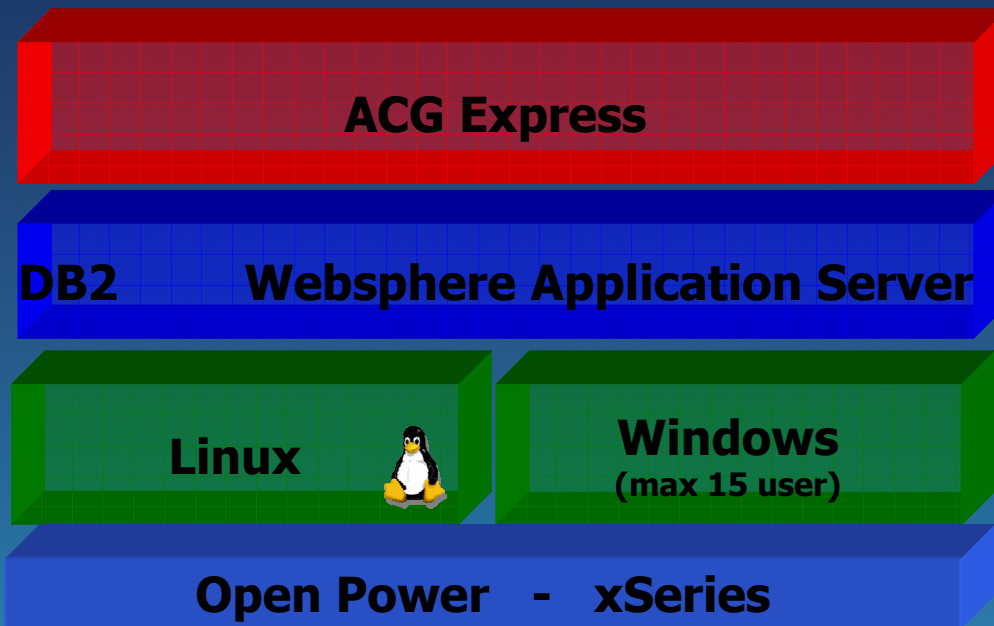 ACG Express
DB2 Websphere Application Server
Linux
Windows
(max 15 user)
Open Power - xSeries